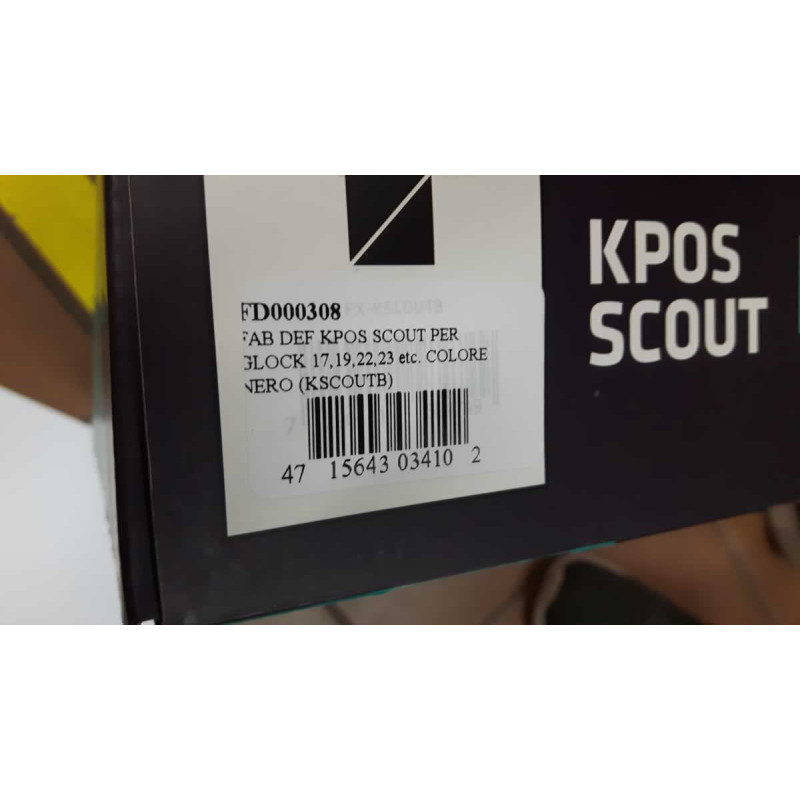 KPOS
SCOUT
FD000308
FAB DEF KPOS SCOUT PER
GLOCK 17,19,22,23 etc. COLORE
NERO (KSCOUTB)
47 15643 03410 2